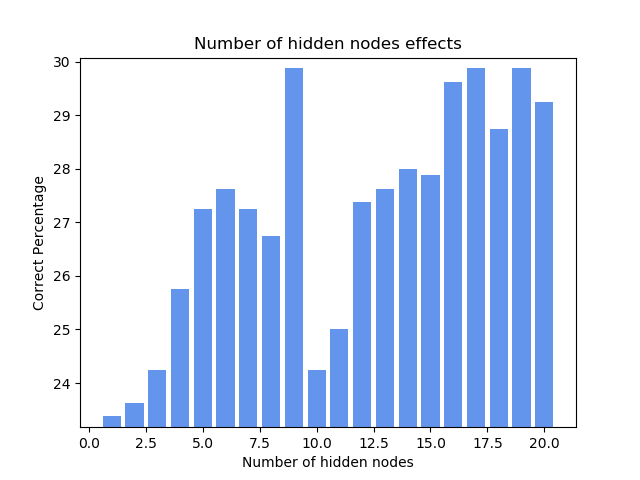 Number of hidden nodes effects
Correct Percentage
30
29
28
27
26
25
24
0.0 2.5 5.0 7.5 10.0 12.5 15.0 17.5 20.0
Number of hidden nodes